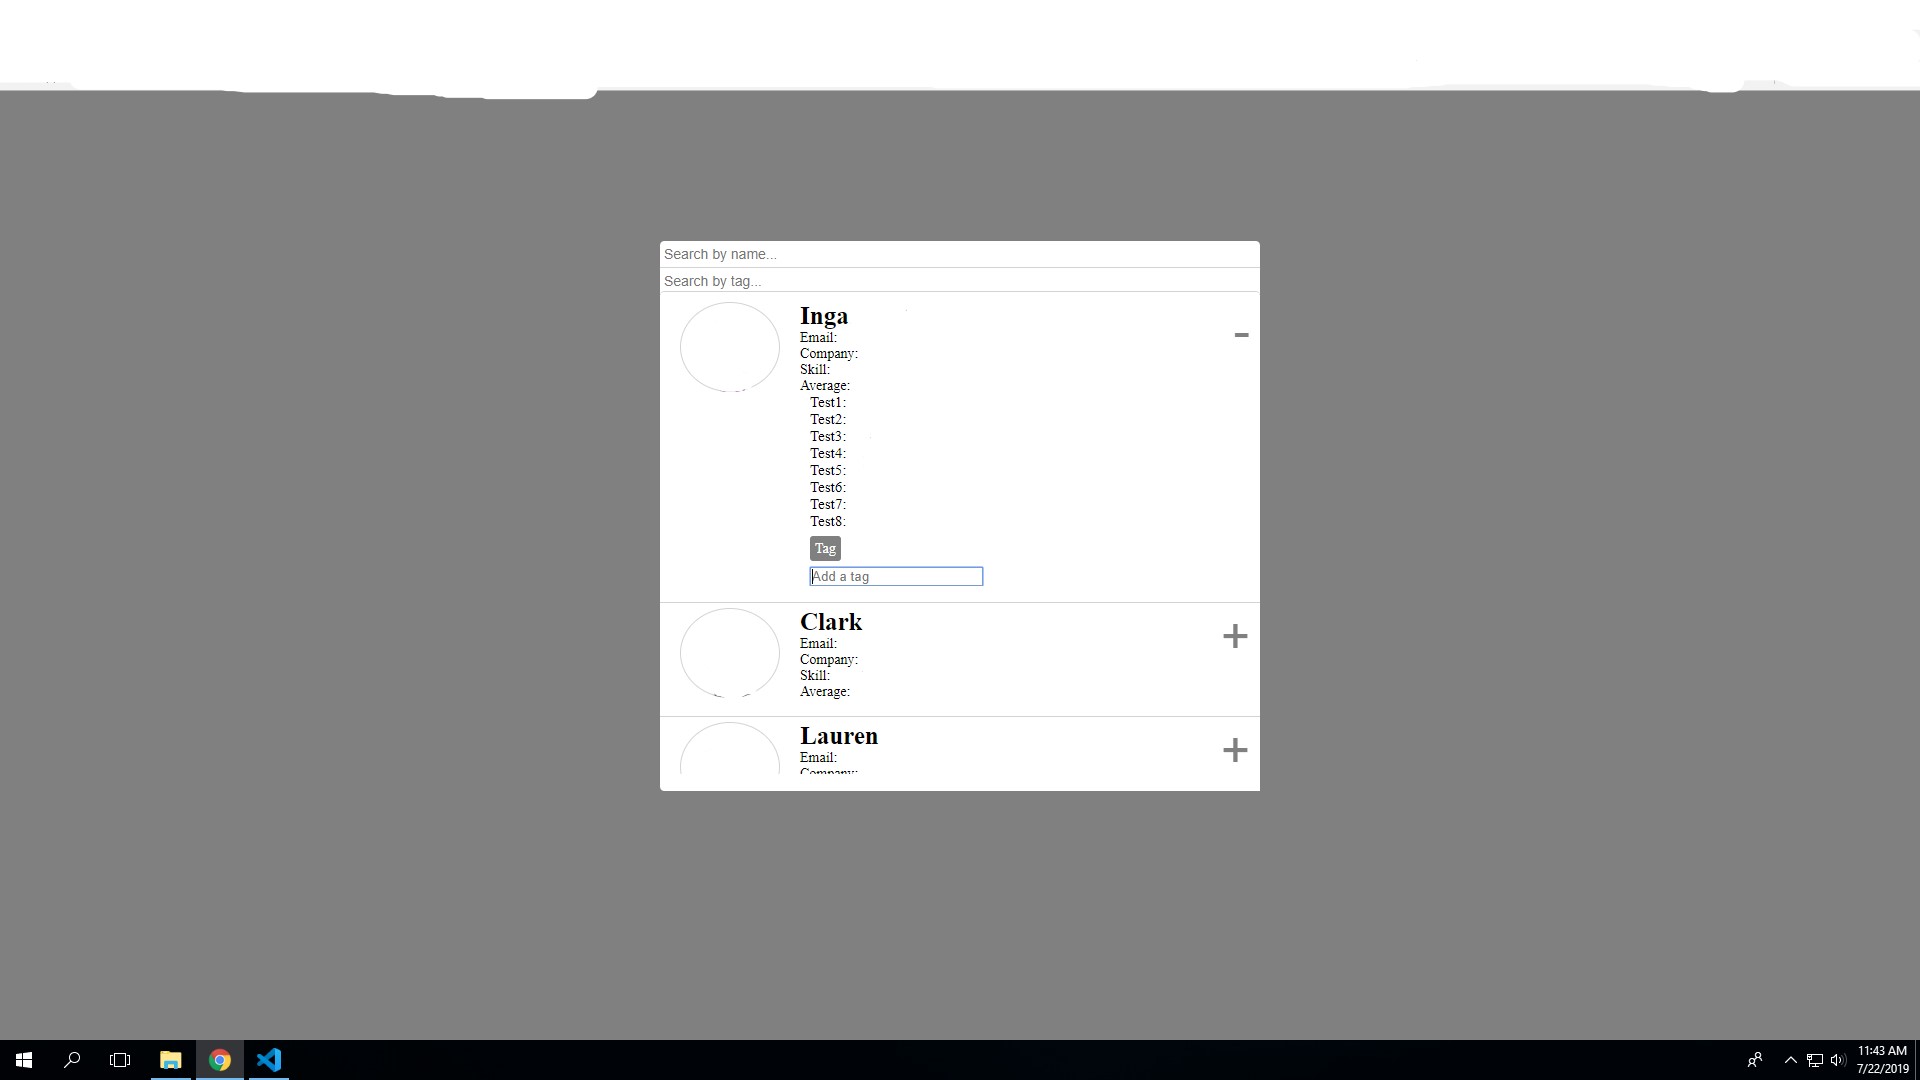 Search by name...
Search by tag...
Inga
Email:
Company:
Skill:
Average:
Test1:
Test2:
Test3:
Test4:
Test5:
Test6:
Test7:
Test8:
Tag
Add a tag
Clark
Email:
Company:
Skill:
Average:
Lauren
Email:
Company:
11:43 AM
7/22/2019